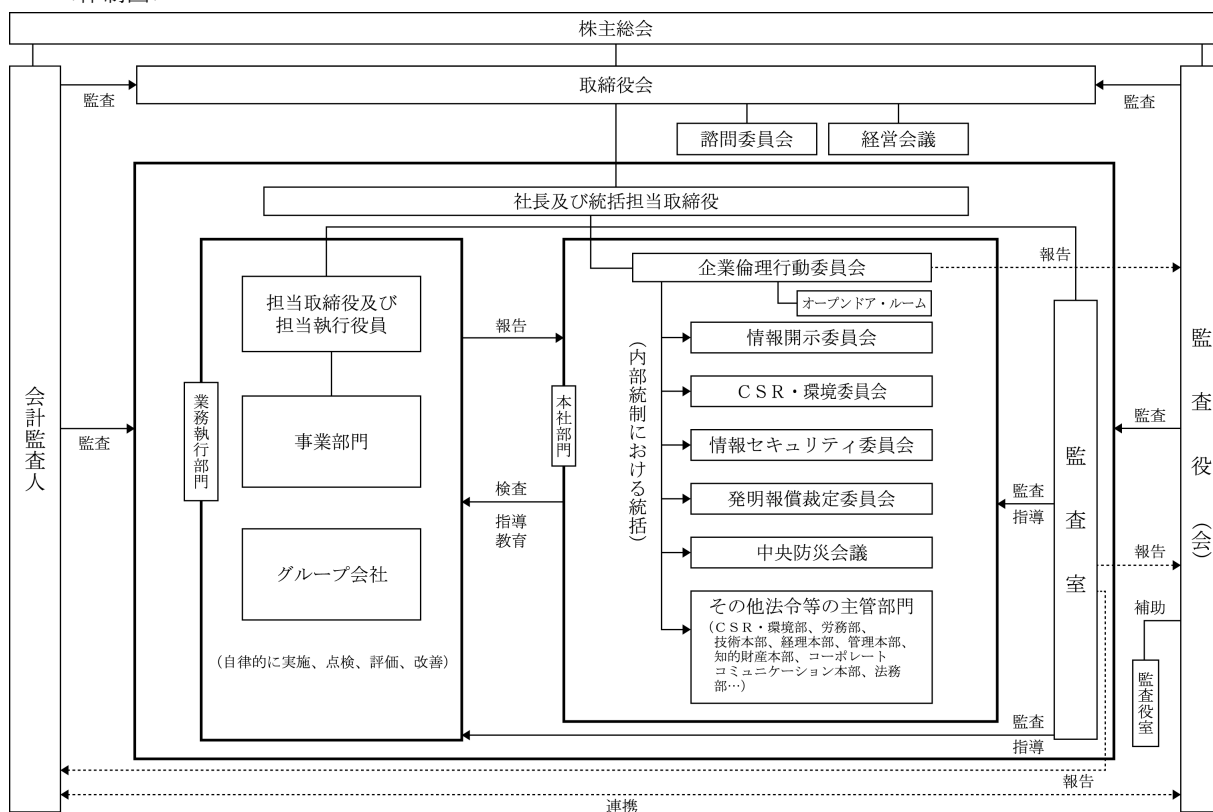 株主総会
取締役会
監査
監査
諮問委員会
経営会議
社長及び統括担当取締役
企業倫理行動委員会
報告
オープンドア・ルーム
担当取締役及び
担当執行役員
報告
情報開示委員会
CSR・環境委員会
情報セキュリティ委員会
発明報償裁定委員会
中央防災会議
その他法令等の主管部門
(CSR・環境部、労務部、
技術本部、経理本部、管理本部、
知的財産本部、コーポレート
コミュニケーション本部、法務
部…)
(内部統制における統括)
本社部門
業務執行部門
事業部門
検査
指導
教育
グループ会社
(自律的に実施、点検、評価、改善)
会計監査人
監査
監査
監査
指導
監査室
報告
監査役(会)
補助
監査役室
監査
指導
報告
連携